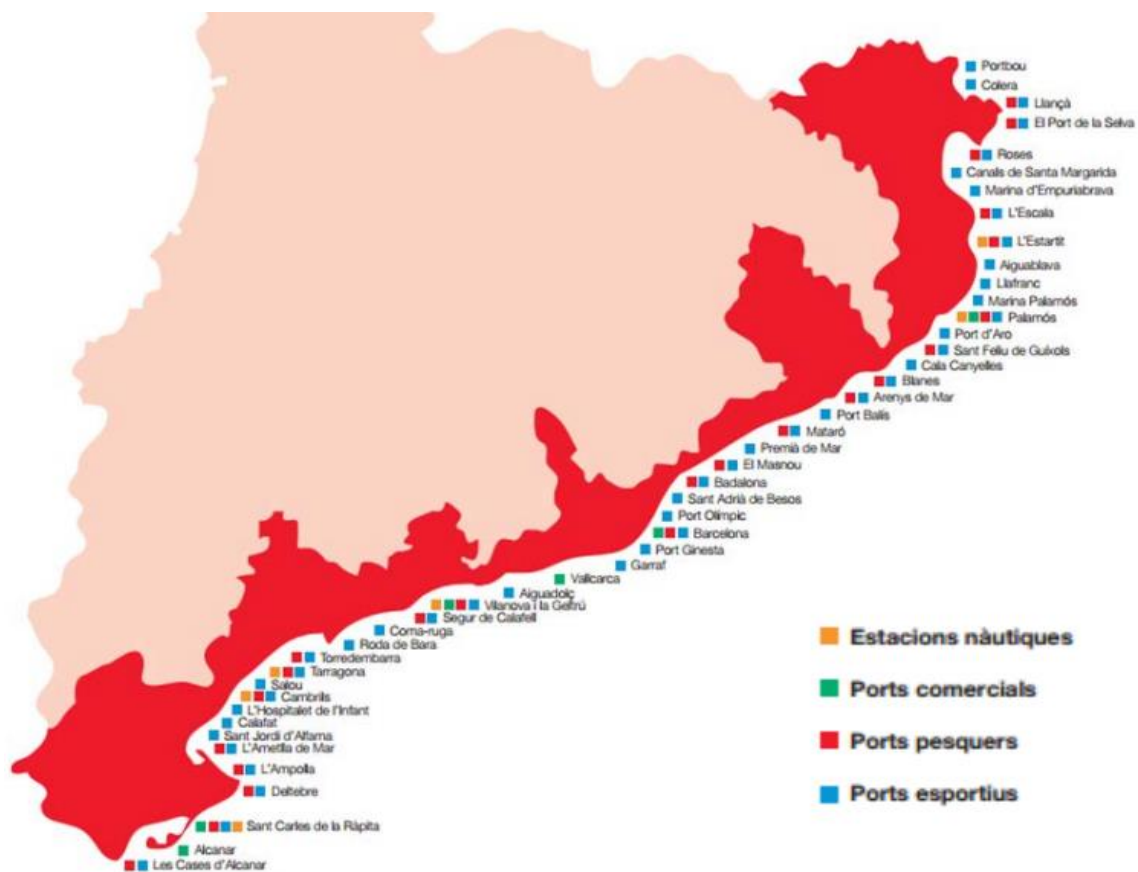 Portbou
Colera
Llançà
El Port de la Selva
Roses
Canals de Santa Margarida
Marina d'Empuriabrava
L'Escala
L'Estartit
Aiguablava
Llafranc
Marina Palamós
Palamós
Port d'Aro
Sant Feliu de Guíxols
Cala Canyelles
Blanes
Arenys de Mar
Port Balís
Mataró
Premià de Mar
El Masnou
Badalona
Sant Adrià de Besos
Port Olímpic
Barcelona
Port Ginesta
Garraf
Vallcarca
Aiguadolç
Vilanova i la Geltrú
Segur de Calafell
Coma-ruga
Roda de Bara
Torredembarra
Tarragona
Salou
Cambrils
L'Hospitalet de l'Infant
Calafat
Sant Jordi d'Alfama
L'Ametlla de Mar
L'Ampolla
Deltebre
Sant Carles de la Ràpita
Alcanar
Les Cases d'Alcanar
Estacions nàutiques
Ports comercials
Ports pesquers
Ports esportius